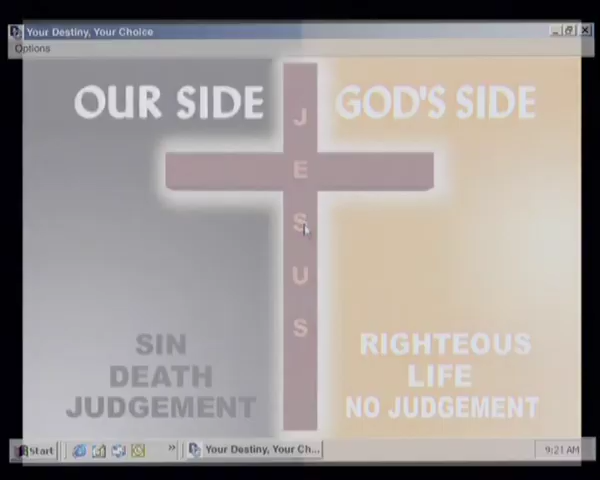 Your Destiny, Your Choice
Options
OUR SIDE
GOD'S SIDE
JESUS
SIN
DEATH
JUDGEMENT
RIGHTEOUS
LIFE
NO JUDGEMENT
Start
»
Your Destiny, Your Ch...
9:21 AM